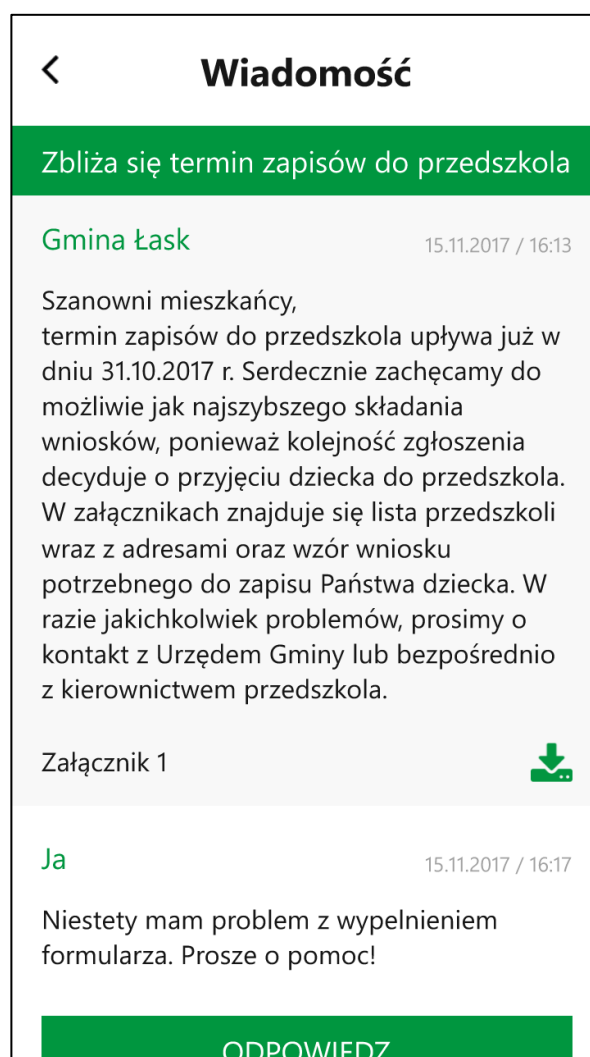 Wiadomość
Zbliża się termin zapisów do przedszkola
Gmina Łask
15.11.2017 / 16:13
Szanowni mieszkańcy,
termin zapisów do przedszkola upływa już w
dniu 31.10.2017 r. Serdecznie zachęcamy do
możliwie jak najszybszego składania
wniosków, ponieważ kolejność zgłoszenia
decyduje o przyjęciu dziecka do przedszkola.
W załącznikach znajduje się lista przedszkoli
wraz z adresami oraz wzór wniosku
potrzebnego do zapisu Państwa dziecka. W
razie jakichkolwiek problemów, prosimy o
kontakt z Urzędem Gminy lub bezpośrednio
z kierownictwem przedszkola.
Załącznik 1
Ja
15.11.2017 / 16:17
Niestety mam problem z wypelnieniem
formularza. Prosze o pomoc!
ODPOWIEDZ